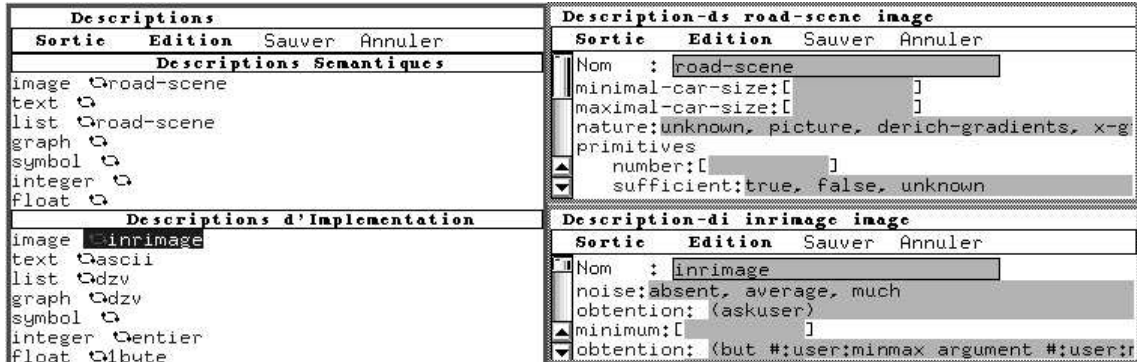 Descriptions
Sortie Edition Sauver Annuler
Descriptions Semantiques
image road-scene
text
list road-scene
graph
symbol
integer
float
Descriptions d'Implementation
image inrimage
text ascii
list dzv
graph dzv
symbol
integer entier
float 1byte
Description-ds road-scene image
Sortie Edition Sauver Annuler
Nom : road-scene
minimal-car-size:[ ]
maximal-car-size:[ ]
nature:unknown, picture, derich-gradients, x-g
primitives
number:[ ]
sufficient:true, false, unknown
Description-di inrimage image
Sortie Edition Sauver Annuler
Nom : inrimage
noise:absent, average, much
obtention: (askuser)
minimum:[ ]
obtention: (but #:user:minmax argument #:user: